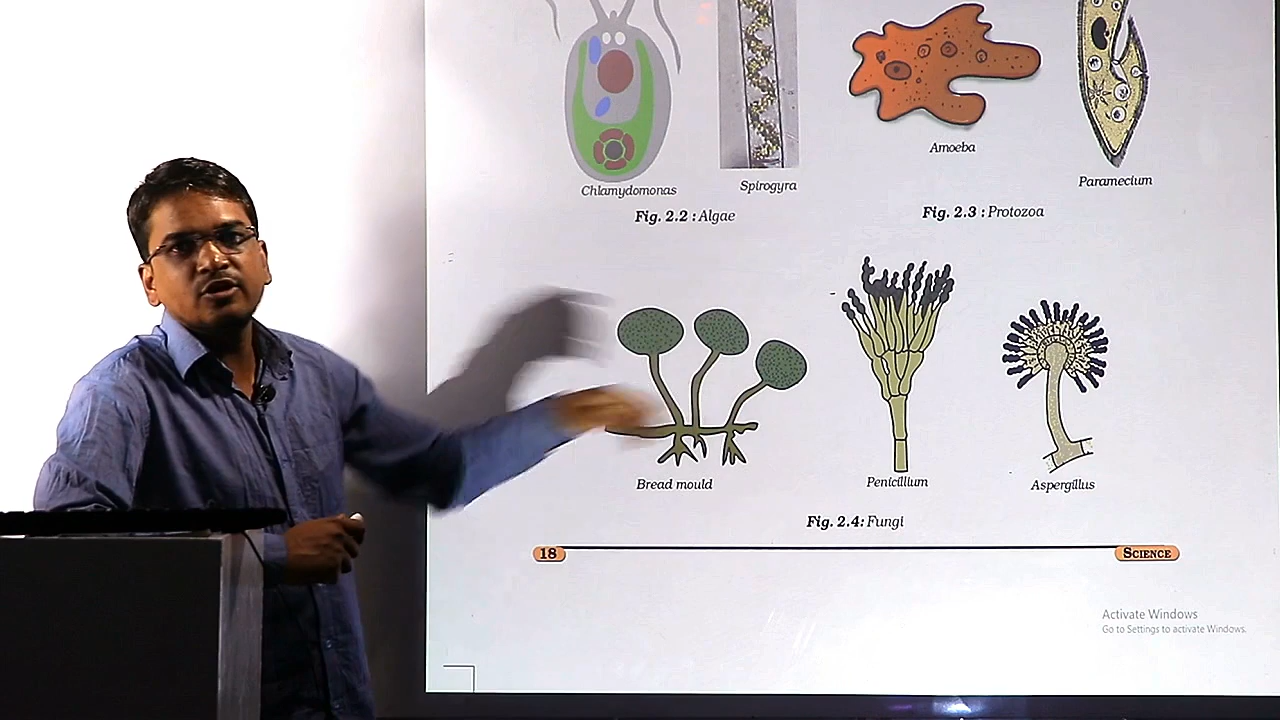 Chlamydomonas
Spirogyra
Fig. 2.2 : Algae
Amoeba
Paramecium
Fig. 2.3 : Protozoa
Bread mould
Penicillium
Aspergillus
Fig. 2.4: Fungi
18
SCIENCE
Activate Windows
Go to Settings to activate Windows.